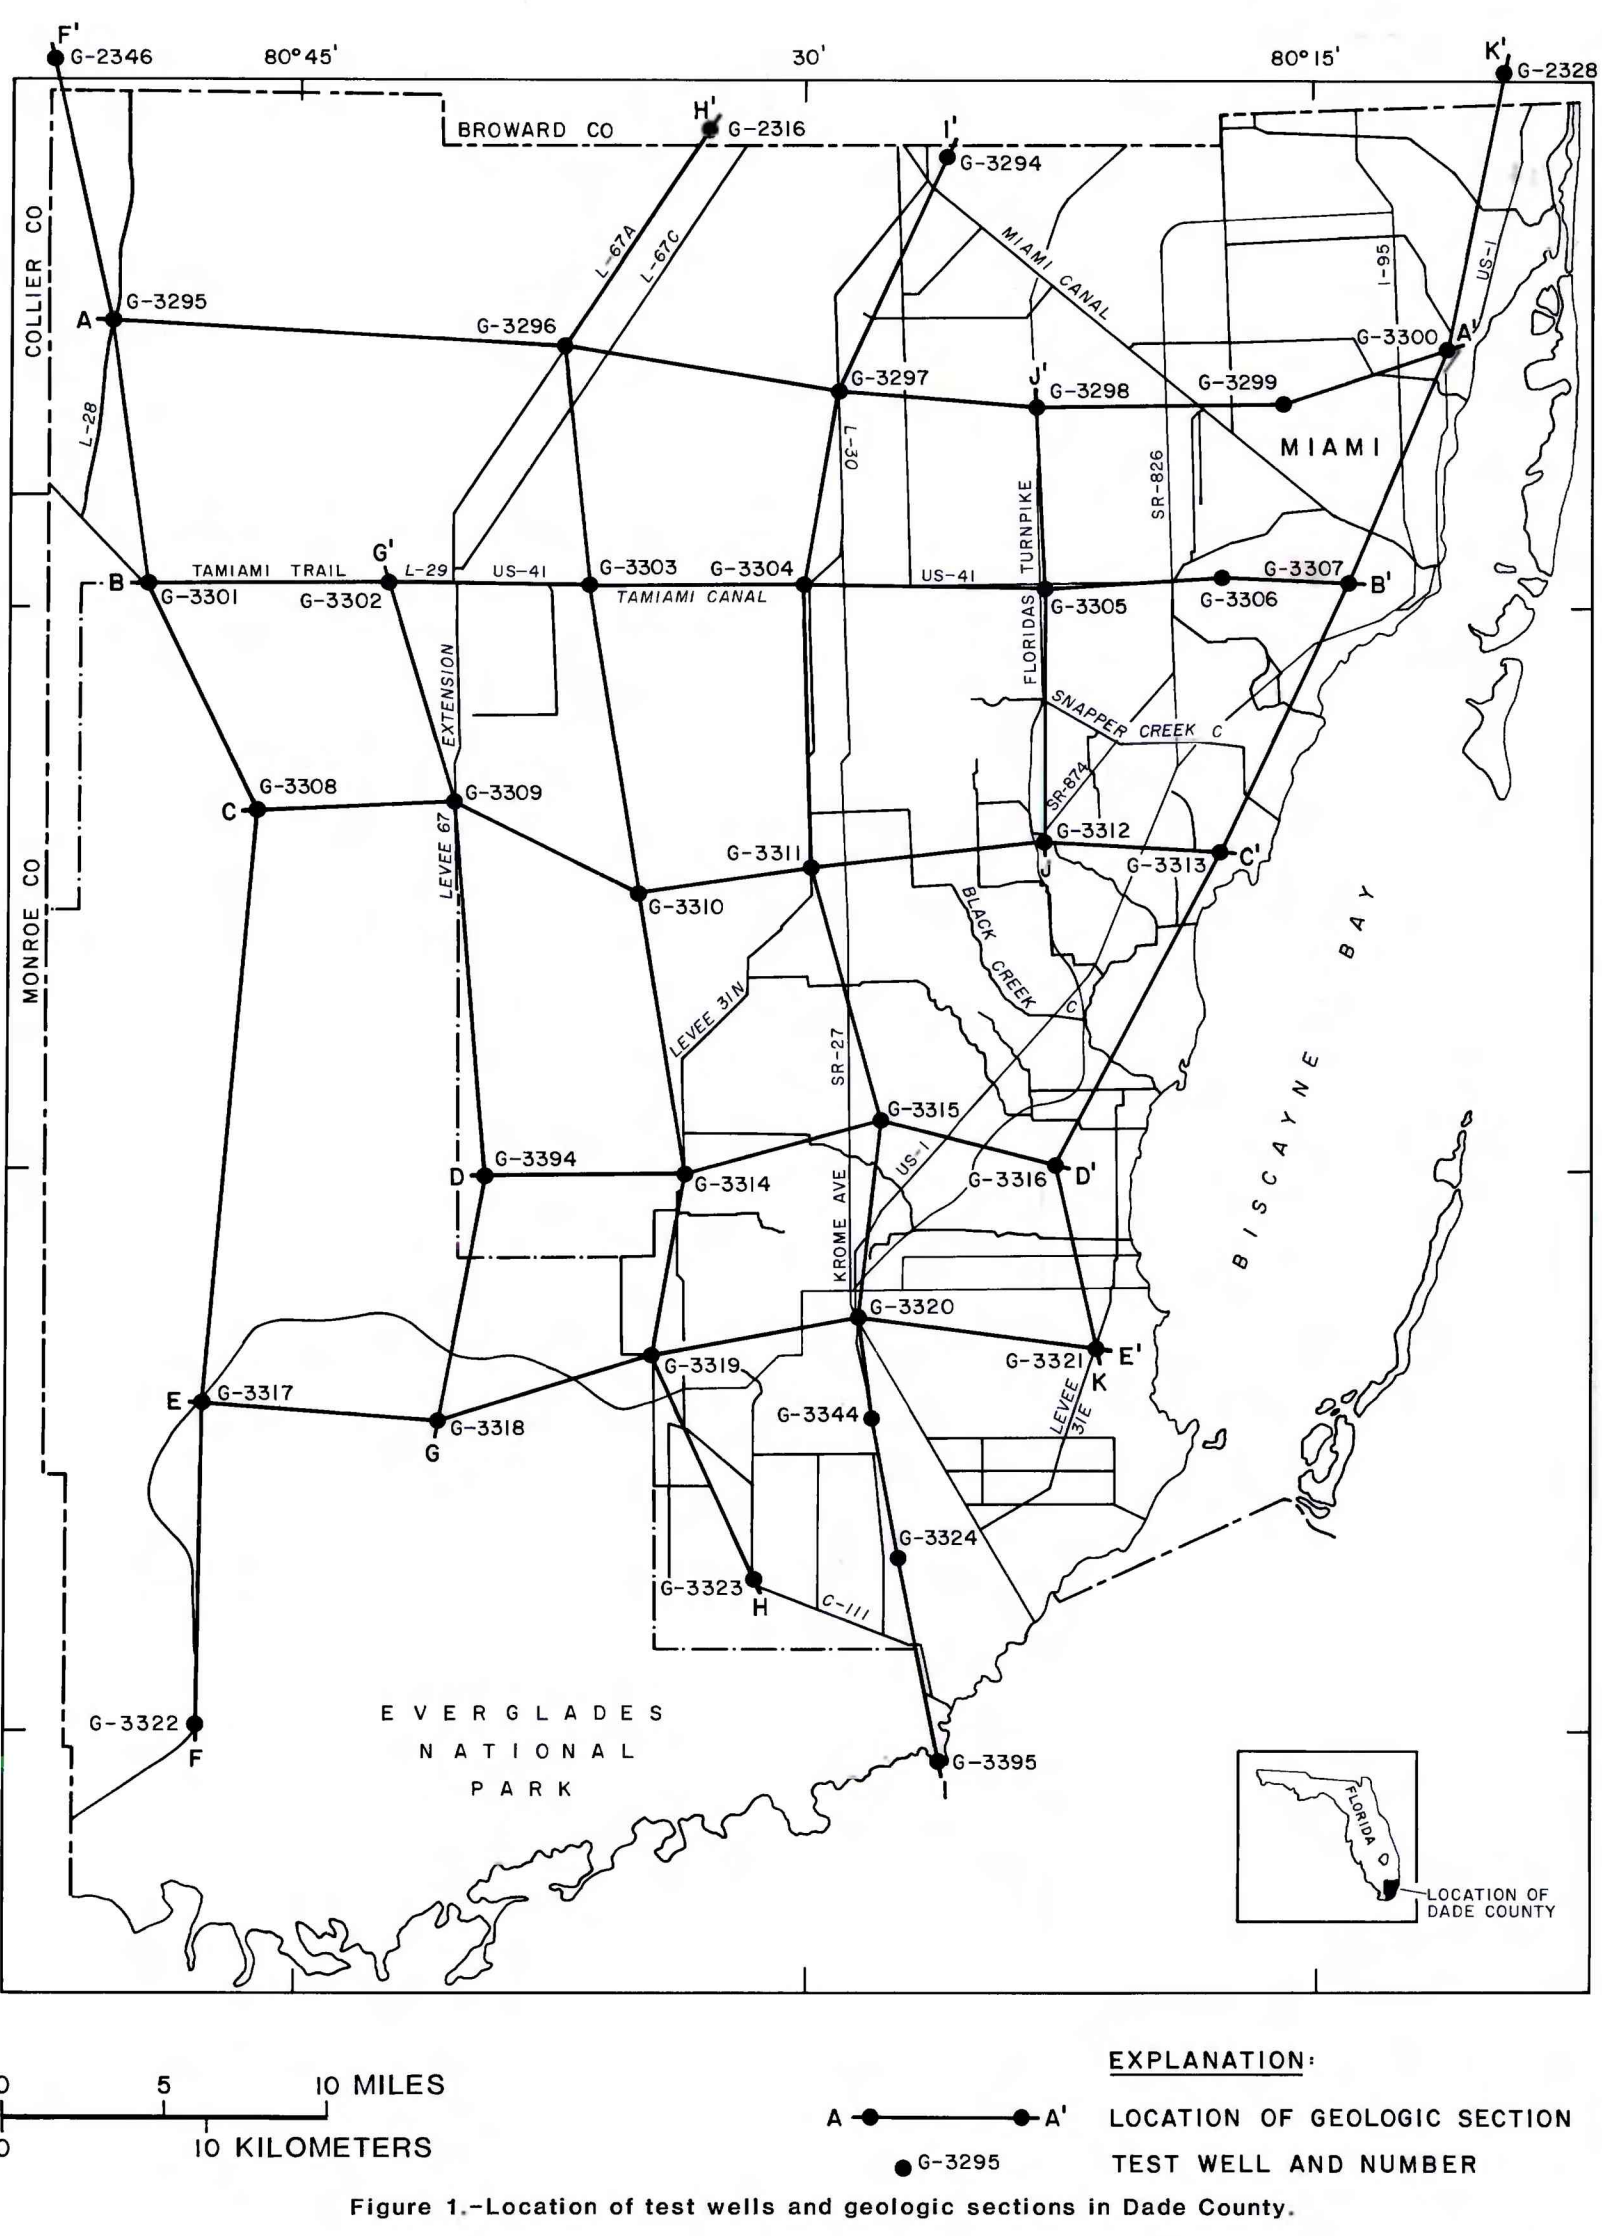 F'
G-2346
80°45'
30'
80°15'
K'
G-2328
H'
G-2316
BROWARD CO
I'
G-3294
COLLIER CO
L-67A
L-67C
MIAMI CANAL
I-95
US-1
A
G-3295
G-3296
G-3297
J'
G-3298
G-3299
G-3300
A'
L-28
L-30
MIAMI
SR-826
FLORIDAS TURNPIKE
B
G-3301
TAMIAMI TRAIL
G'
G-3302
L-29
US-41
G-3303
TAMIAMI CANAL
G-3304
US-41
G-3305
G-3306
G-3307
B'
EXTENSION
LEVEE 67
SNAPPER CREEK C
SR-874
C
G-3308
G-3309
G-3310
G-3311
G-3312
J
G-3313
C'
MONROE CO
BLACK CREEK C
BISCAYNE BAY
LEVEE 31N
SR-27
KROME AVE
US-1
D
G-3394
G-3314
G-3315
G-3316
D'
G-3320
G-3319
G-3321
E'
K
LEVEE
31E
E
G-3317
G-3318
G
G-3344
G-3324
G-3323
H
C-111
G-3322
F
EVERGLADES
NATIONAL
PARK
G-3395
I
FLORIDA
LOCATION OF
DADE COUNTY
0 5 10 MILES
0 10 KILOMETERS
EXPLANATION:
A A' LOCATION OF GEOLOGIC SECTION
G-3295 TEST WELL AND NUMBER
Figure 1.-Location of test wells and geologic sections in Dade County.